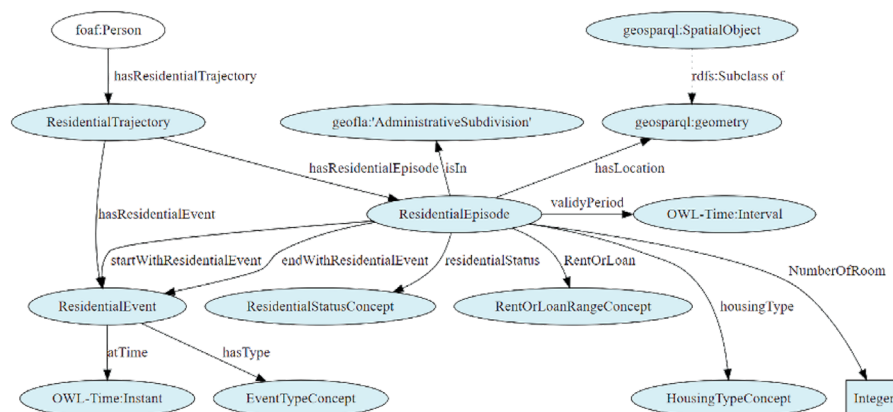 foaf:Person
geosparql:SpatialObject
hasResidentialTrajectory
rdfs:Subclass of
ResidentialTrajectory
geofla:'AdministrativeSubdivision'
geosparql:geometry
hasResidentialEpisode
isIn
hasLocation
validyPeriod
hasResidentialEvent
ResidentialEpisode
OWL-Time:Interval
startWithResidentialEvent
endWithResidentialEvent
residentialStatus
RentOrLoan
NumberOfRoom
ResidentialEvent
ResidentialStatusConcept
RentOrLoanRangeConcept
housingType
atTime
hasType
OWL-Time:Instant
EventTypeConcept
HousingTypeConcept
Integer